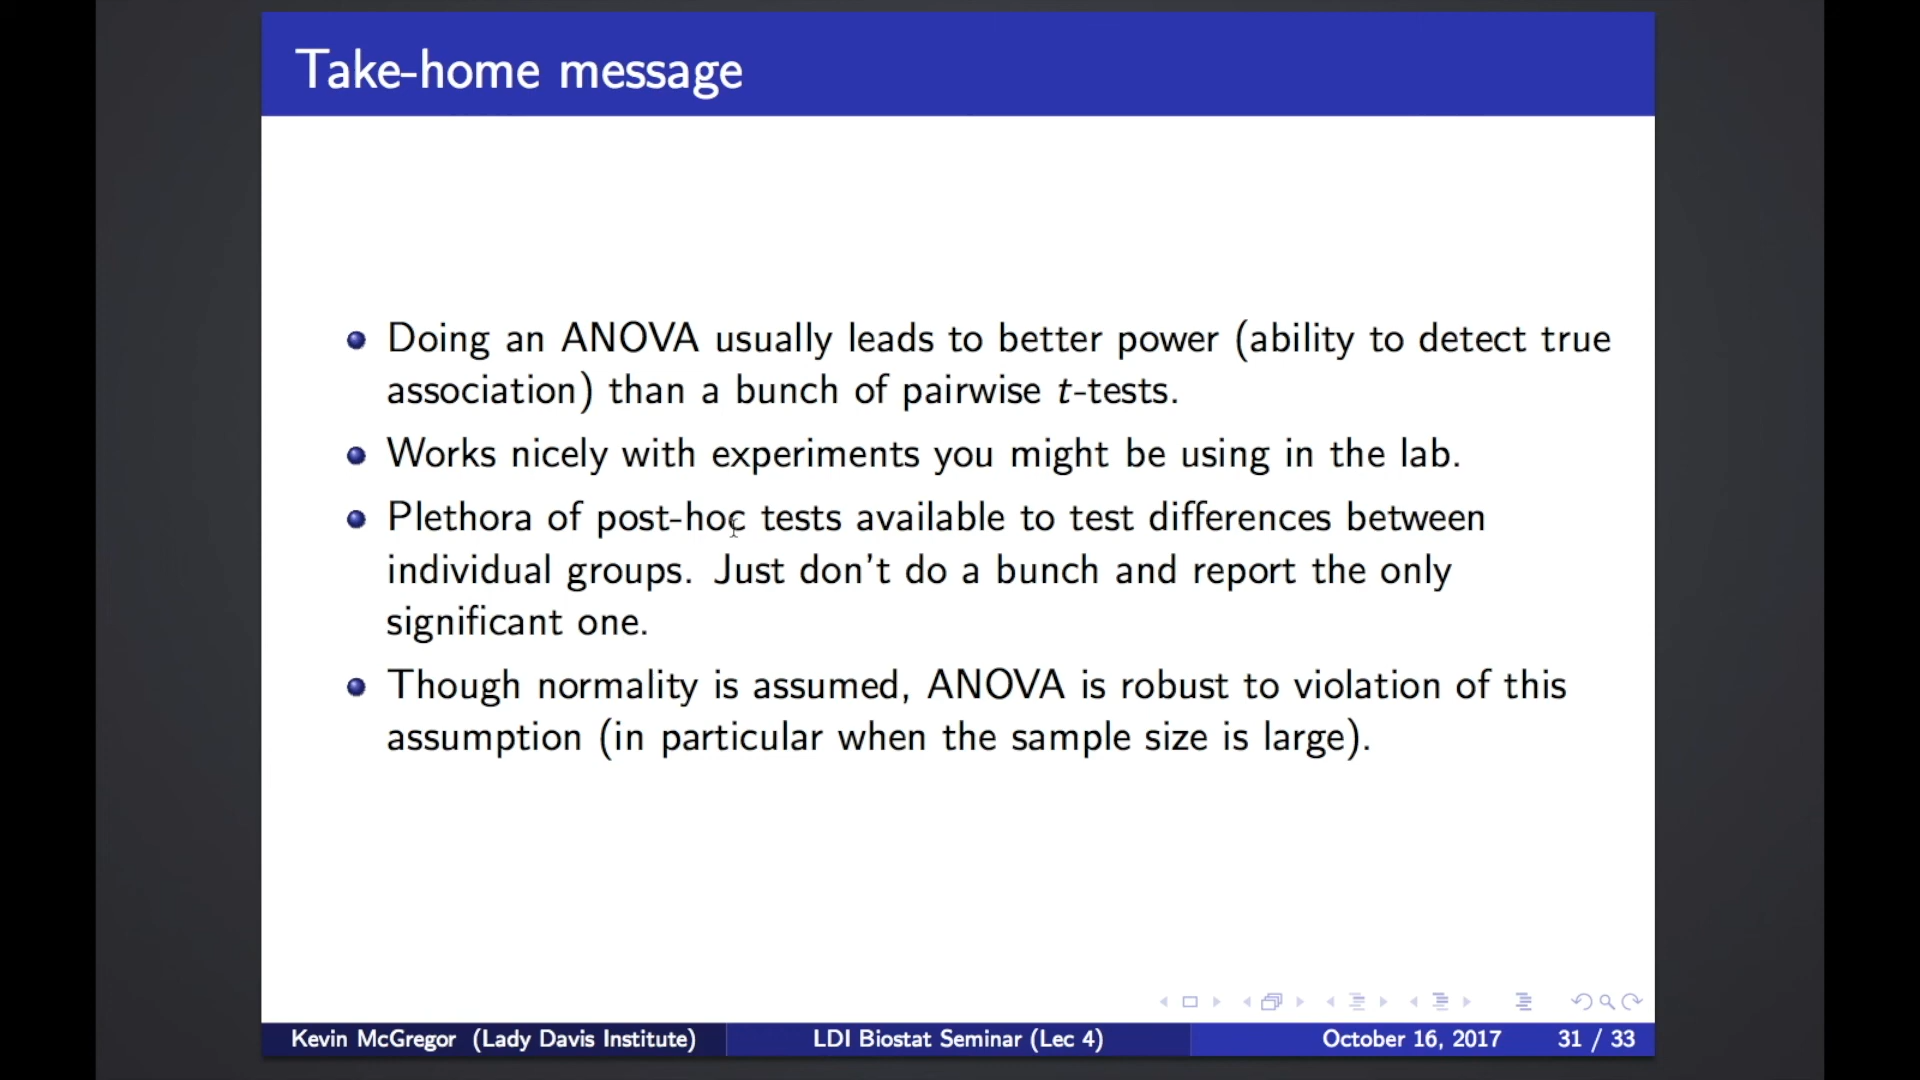 Take-home message
Doing an ANOVA usually leads to better power (ability to detect true
association) than a bunch of pairwise t-tests.
Works nicely with experiments you might be using in the lab.
Plethora of post-hoc tests available to test differences between
individual groups. Just don't do a bunch and report the only
significant one.
Though normality is assumed, ANOVA is robust to violation of this
assumption (in particular when the sample size is large).
Kevin McGregor (Lady Davis Institute) LDI Biostat Seminar (Lec 4) October 16, 2017 31 / 33